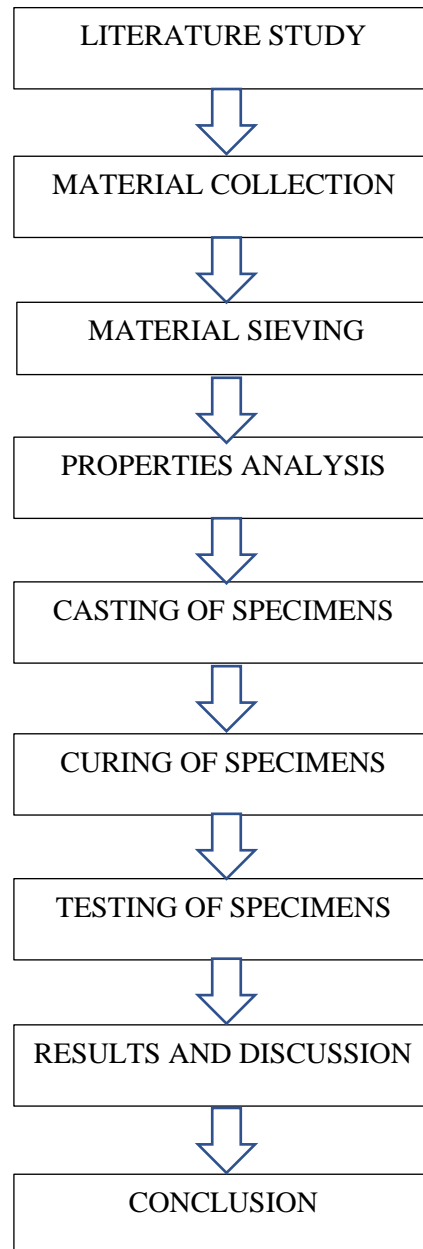 LITERATURE STUDY
MATERIAL COLLECTION
MATERIAL SIEVING
PROPERTIES ANALYSIS
CASTING OF SPECIMENS
CURING OF SPECIMENS
TESTING OF SPECIMENS
RESULTS AND DISCUSSION
CONCLUSION